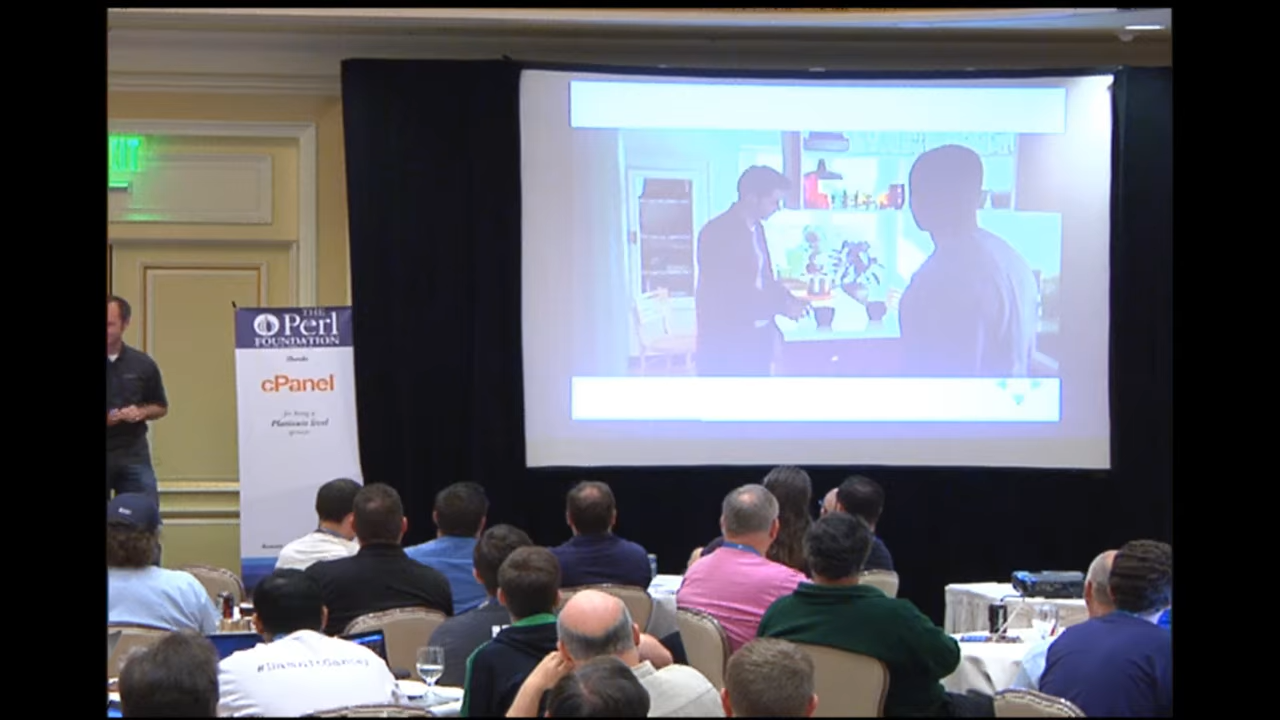 EXIT
THE
Perl
FOUNDATION
thanks
cPanel
for being a
Platinum level
sponsor